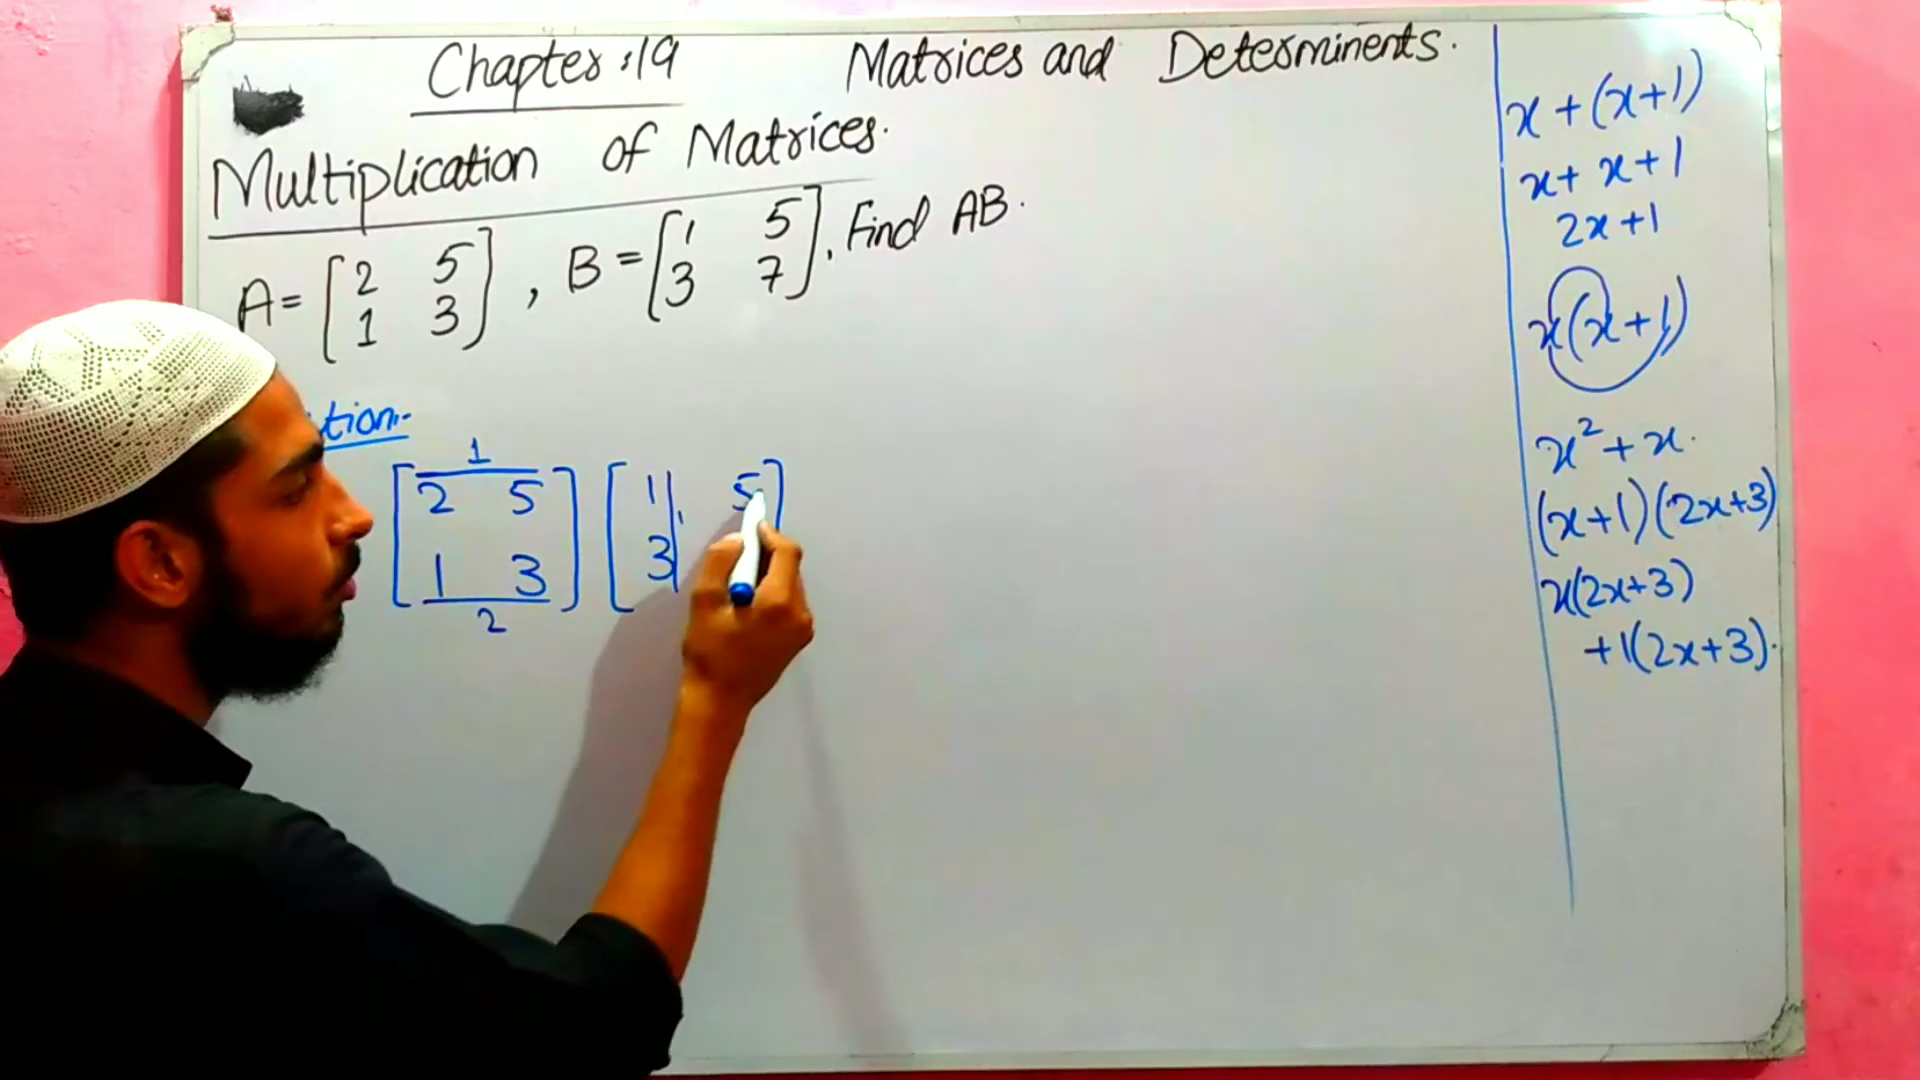 Chapter :19 Matrices and Determinents.
Multiplication of Matrices.
A = [ 2 5 ] , B = [ 1 5 ] . Find AB.
1 3 3 7
tion:-
1
[ 2 5 ] [ 1 5 ]
1 3 3
2
x + (x+1)
x + x + 1
2x + 1
x(x+1)
x² + x.
(x+1)(2x+3)
x(2x+3)
+1(2x+3).